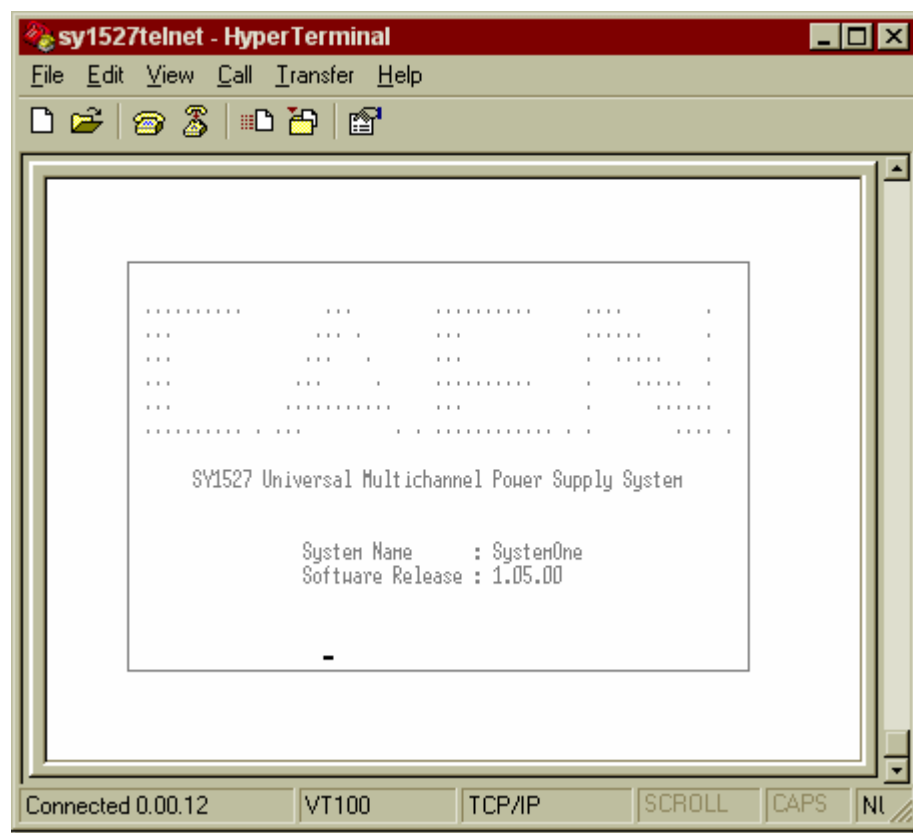 sy1527telnet - HyperTerminal
File Edit View Call Transfer Help
CAEN
SY1527 Universal Multichannel Power Supply System
System Name : SystemOne
Software Release : 1.05.00
Connected 0.00.12 VT100 TCP/IP SCROLL CAPS